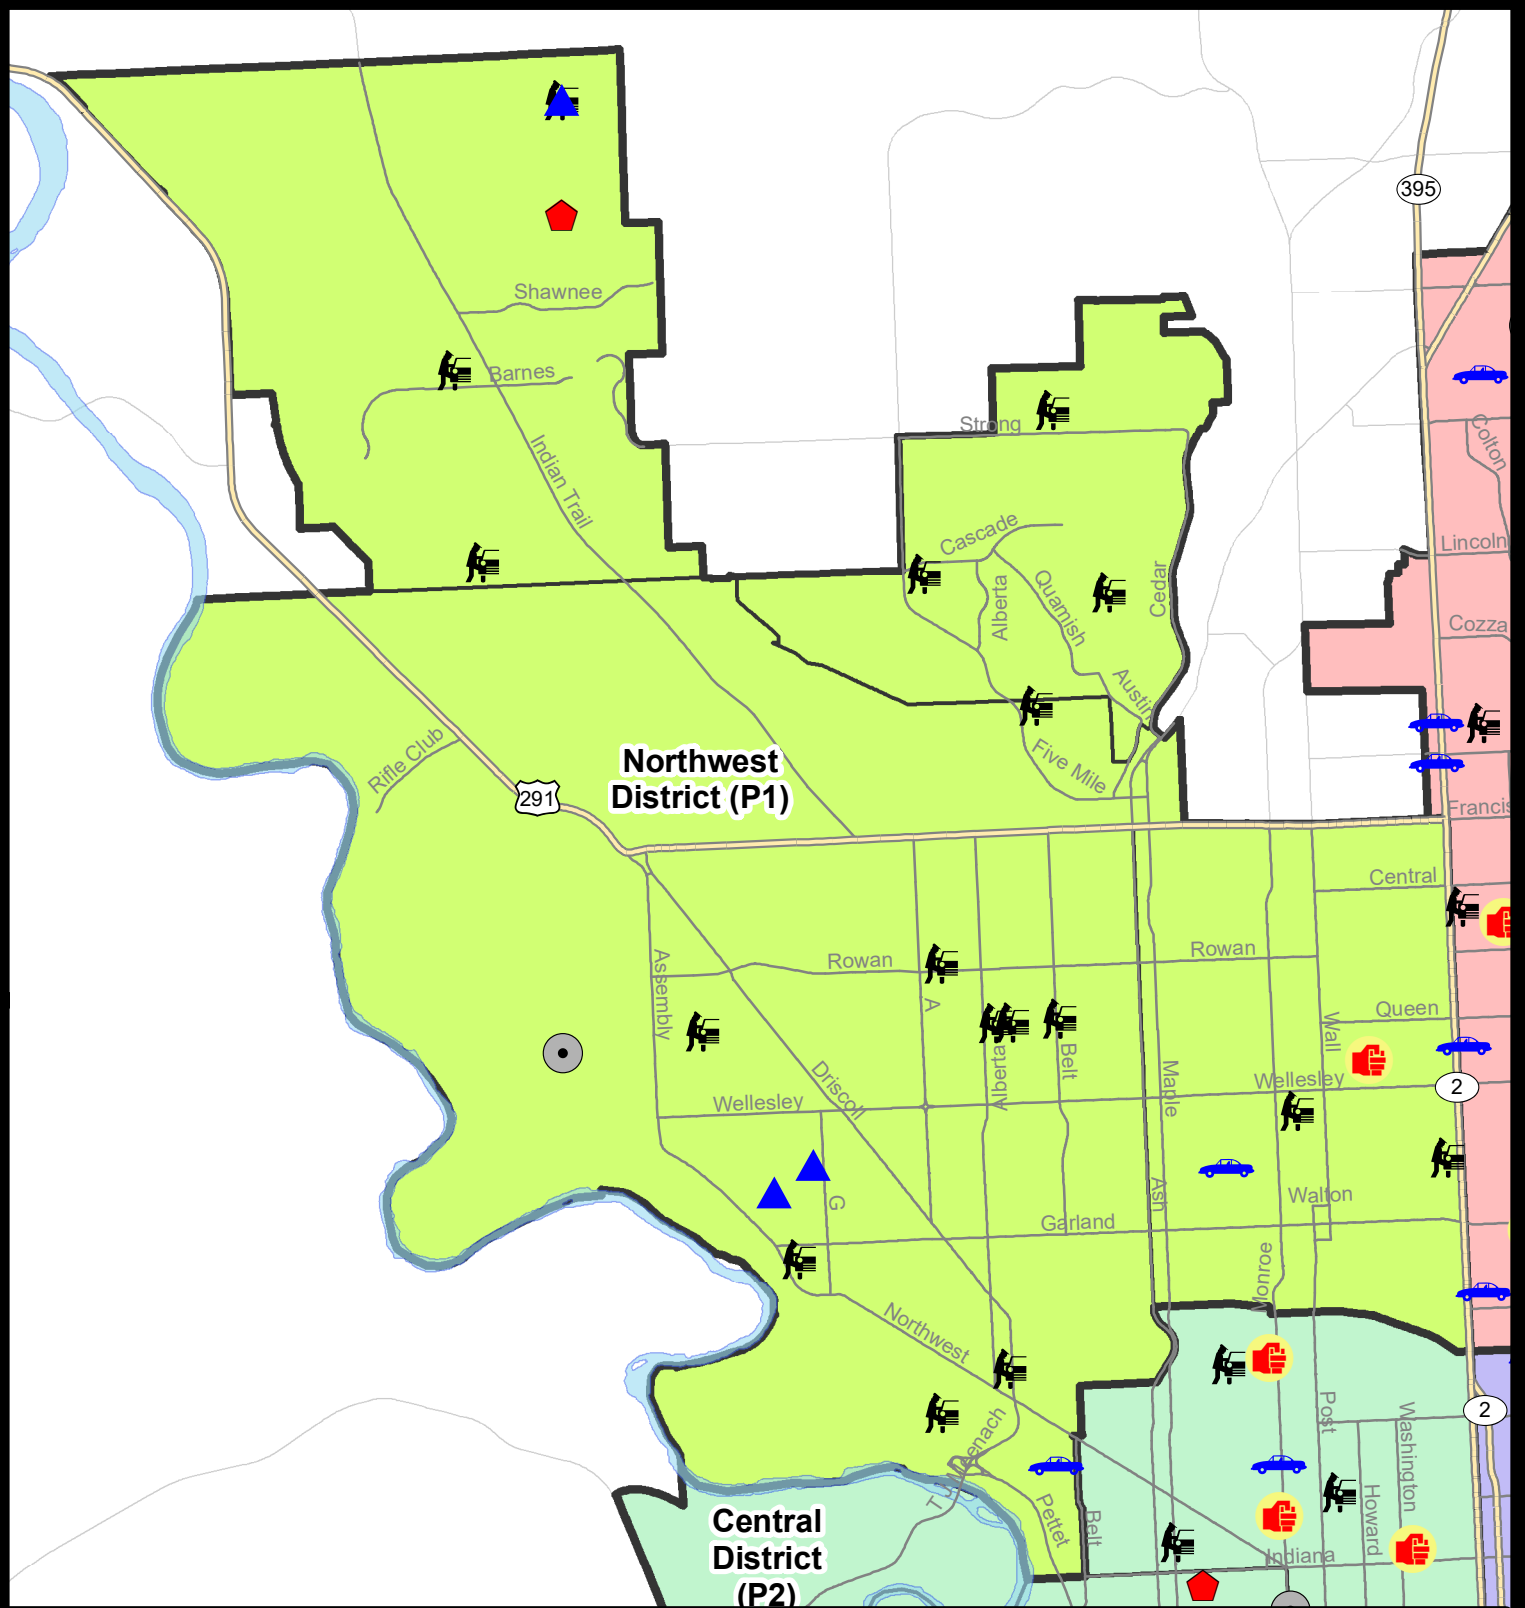 395
Shawnee
Barnes
Strong
Colton
Indian Trail
Cascade
Lincoln
Alberta
Quamish
Cedar
Cozza
Austin
Rifle Club
Five Mile
Northwest
District (P1)
291
Francis
Central
Rowan
Rowan
Assembly
A
Queen
Wall
Alberta
Belt
Driscoll
Maple
Wellesley
2
Wellesley
G
Ash
Walton
Garland
Monroe
Northwest
Post
Washington
2
T J Meenach
Pettet
Belt
Howard
Central
District
(P2)
Indiana